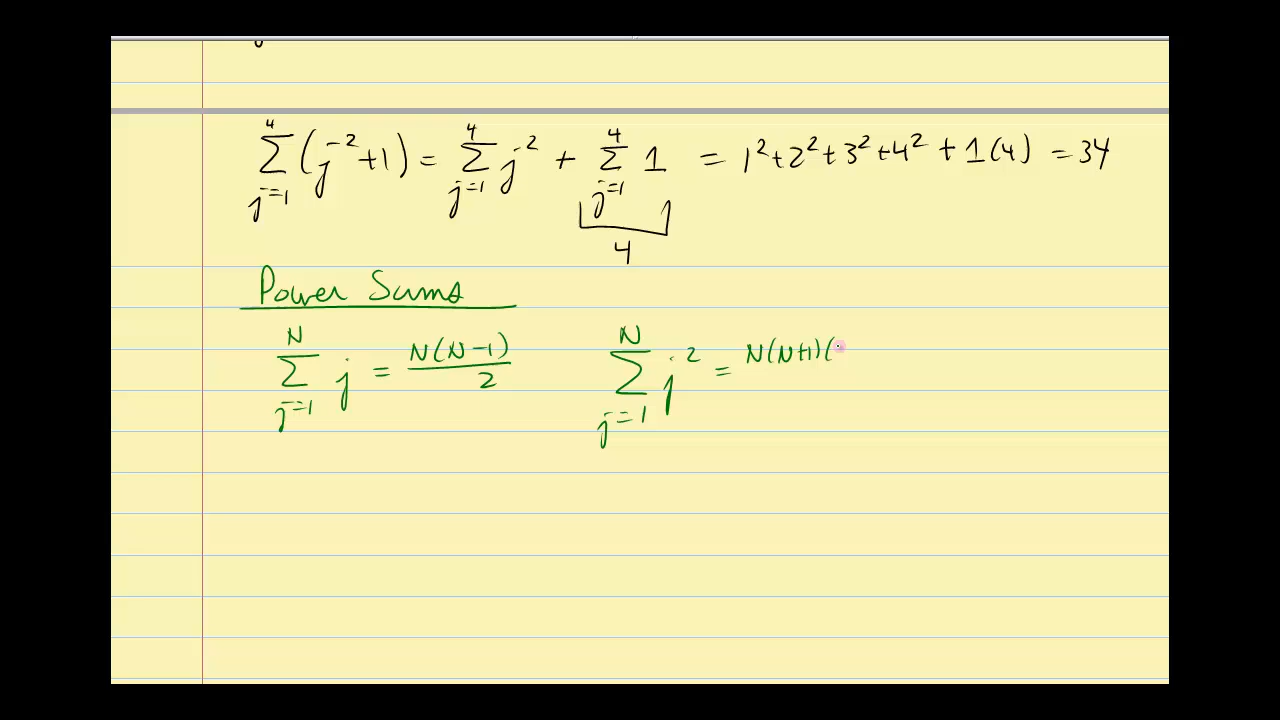 ∑_{j=1}^{4} (j^2+1) = ∑_{j=1}^{4} j^2 + ∑_{j=1}^{4} 1 = 1^2+2^2+3^2+4^2 + 1(4) = 34
4
Power Sums
∑_{j=1}^{N} j = N(N-1)/2   ∑_{j=1}^{N} j^2 = N(N+1)(